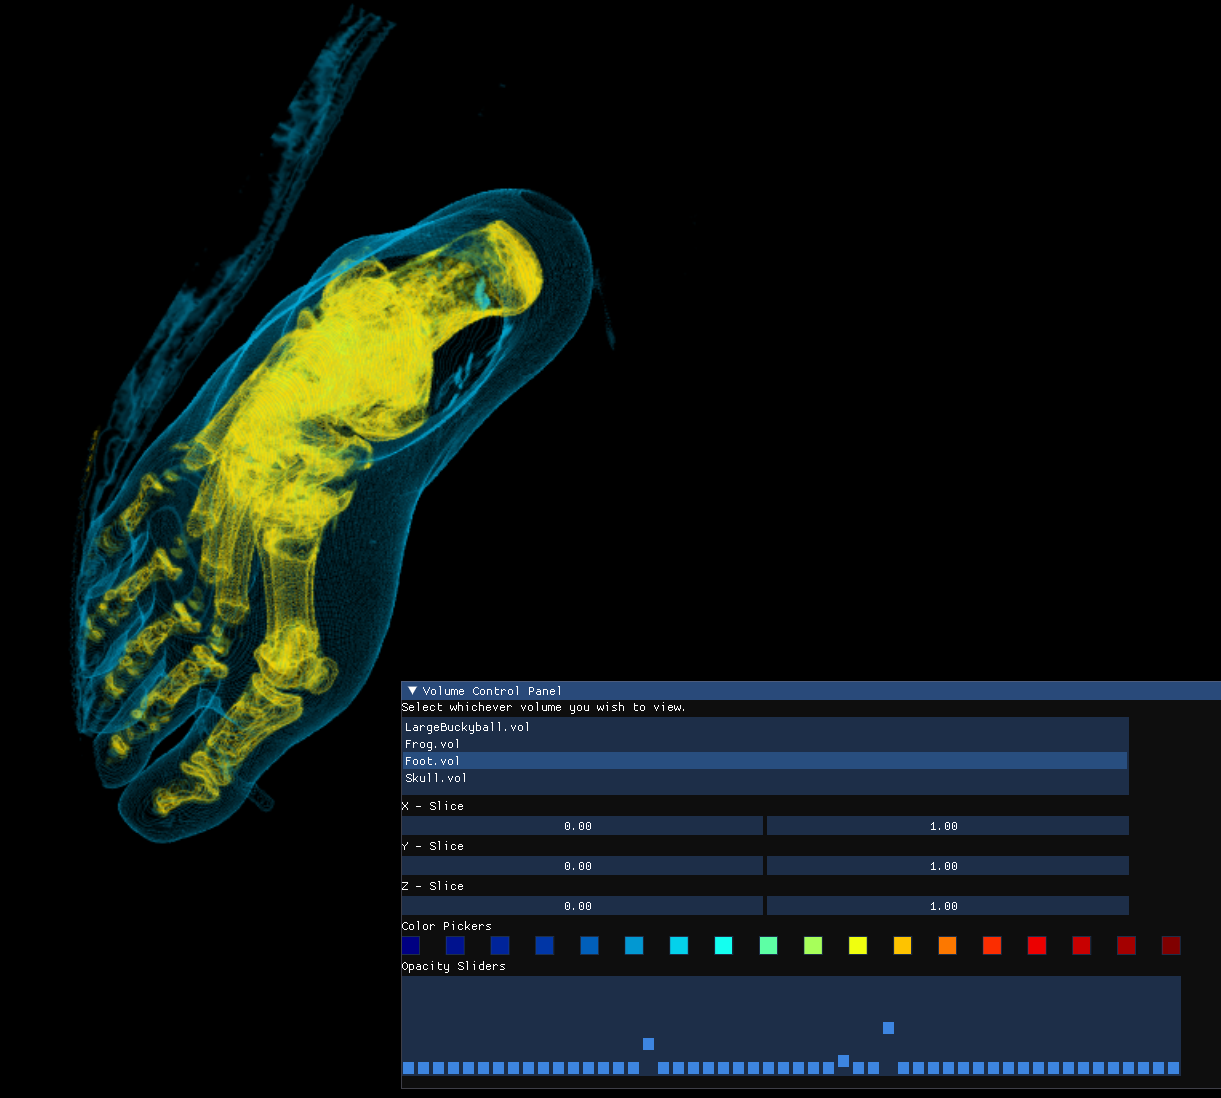 Volume Control Panel
Select whichever volume you wish to view.
LargeBuckyball.vol
Frog.vol
Foot.vol
Skull.vol
X - Slice
0.00 1.00
Y - Slice
0.00 1.00
Z - Slice
0.00 1.00
Color Pickers
Opacity Sliders